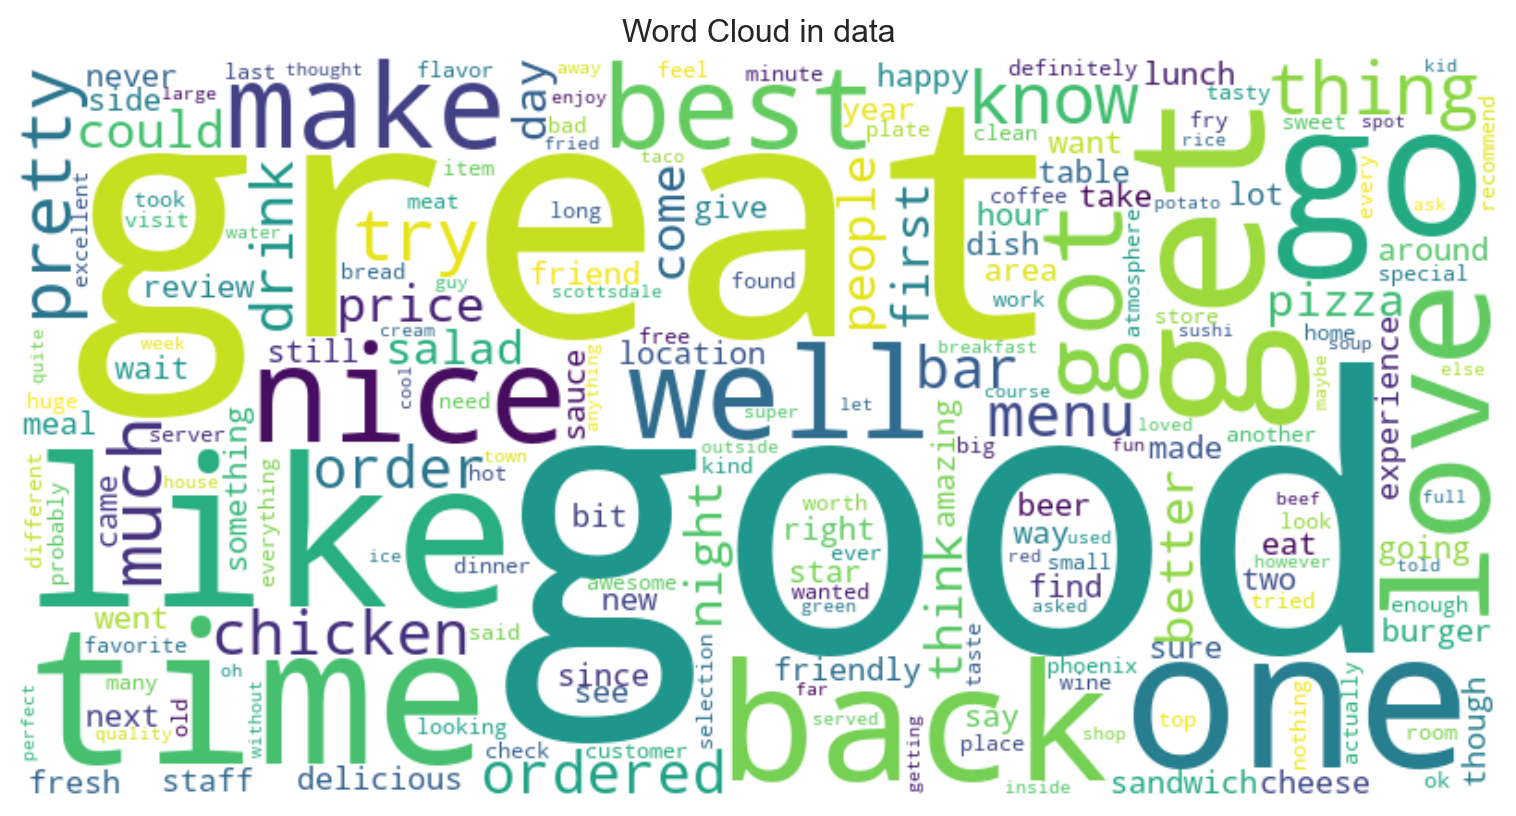 Word Cloud in data
never last thought flavor away feel minute happy definitely lunch kid
pretty side large make day enjoy best year know tasty thing
could bad plate clean fry sweet spot recommend
great fried taco want rice get go
excellent took visit drink item meat try long come give people first coffee table take potato lot every ask
water hour dish atmosphere around
review bread friend found area got special
price guy scottsdale work store pizza
quite week wait cream free sushi home soup love
still salad location breakfast bar experience else
huge nice cool need sauce anything well super let course menu maybe
meal server outside big loved fun made another
much like order town hot good kind amazing
different house came something everything night think better
probably bit worth right ever star wanted green beer way used red small find asked beef look eat however two tried full going told
ice dinner awesome new enough
went chicken said burger
favorite since see friendly taste phoenix wine sure
time oh back one
perfect many next old quality without looking selection far served getting say place shop top nothing actually room though
check customer
fresh staff delicious ordered inside sandwich cheese ok